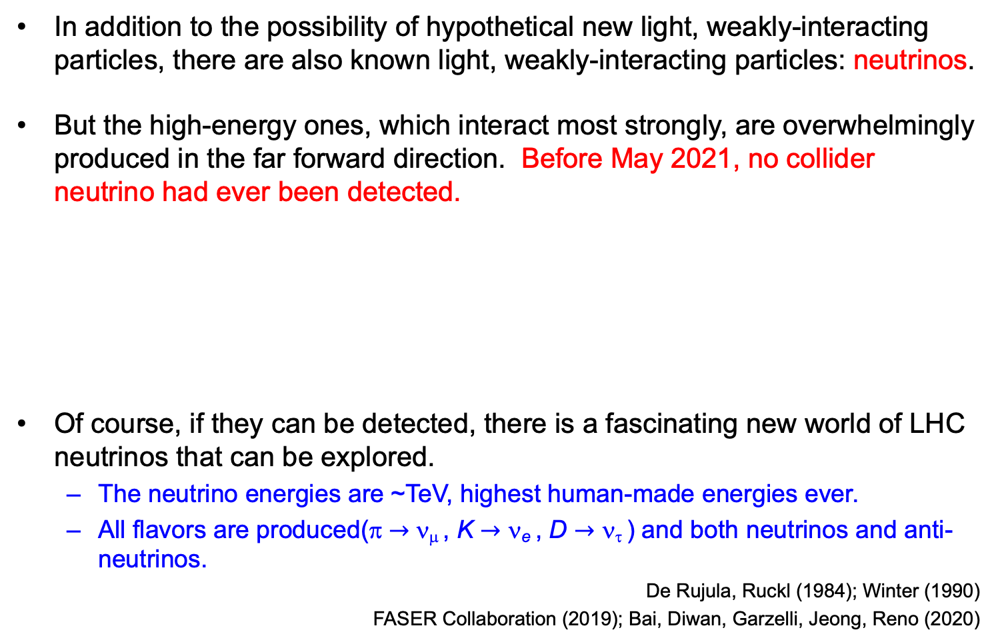 • In addition to the possibility of hypothetical new light, weakly-interacting
particles, there are also known light, weakly-interacting particles: neutrinos.
• But the high-energy ones, which interact most strongly, are overwhelmingly
produced in the far forward direction.  Before May 2021, no collider
neutrino had ever been detected.
• Of course, if they can be detected, there is a fascinating new world of LHC
neutrinos that can be explored.
– The neutrino energies are ~TeV, highest human-made energies ever.
– All flavors are produced(π → νμ , K → νe , D → ντ ) and both neutrinos and anti-
neutrinos.
De Rujula, Ruckl (1984); Winter (1990)
FASER Collaboration (2019); Bai, Diwan, Garzelli, Jeong, Reno (2020)